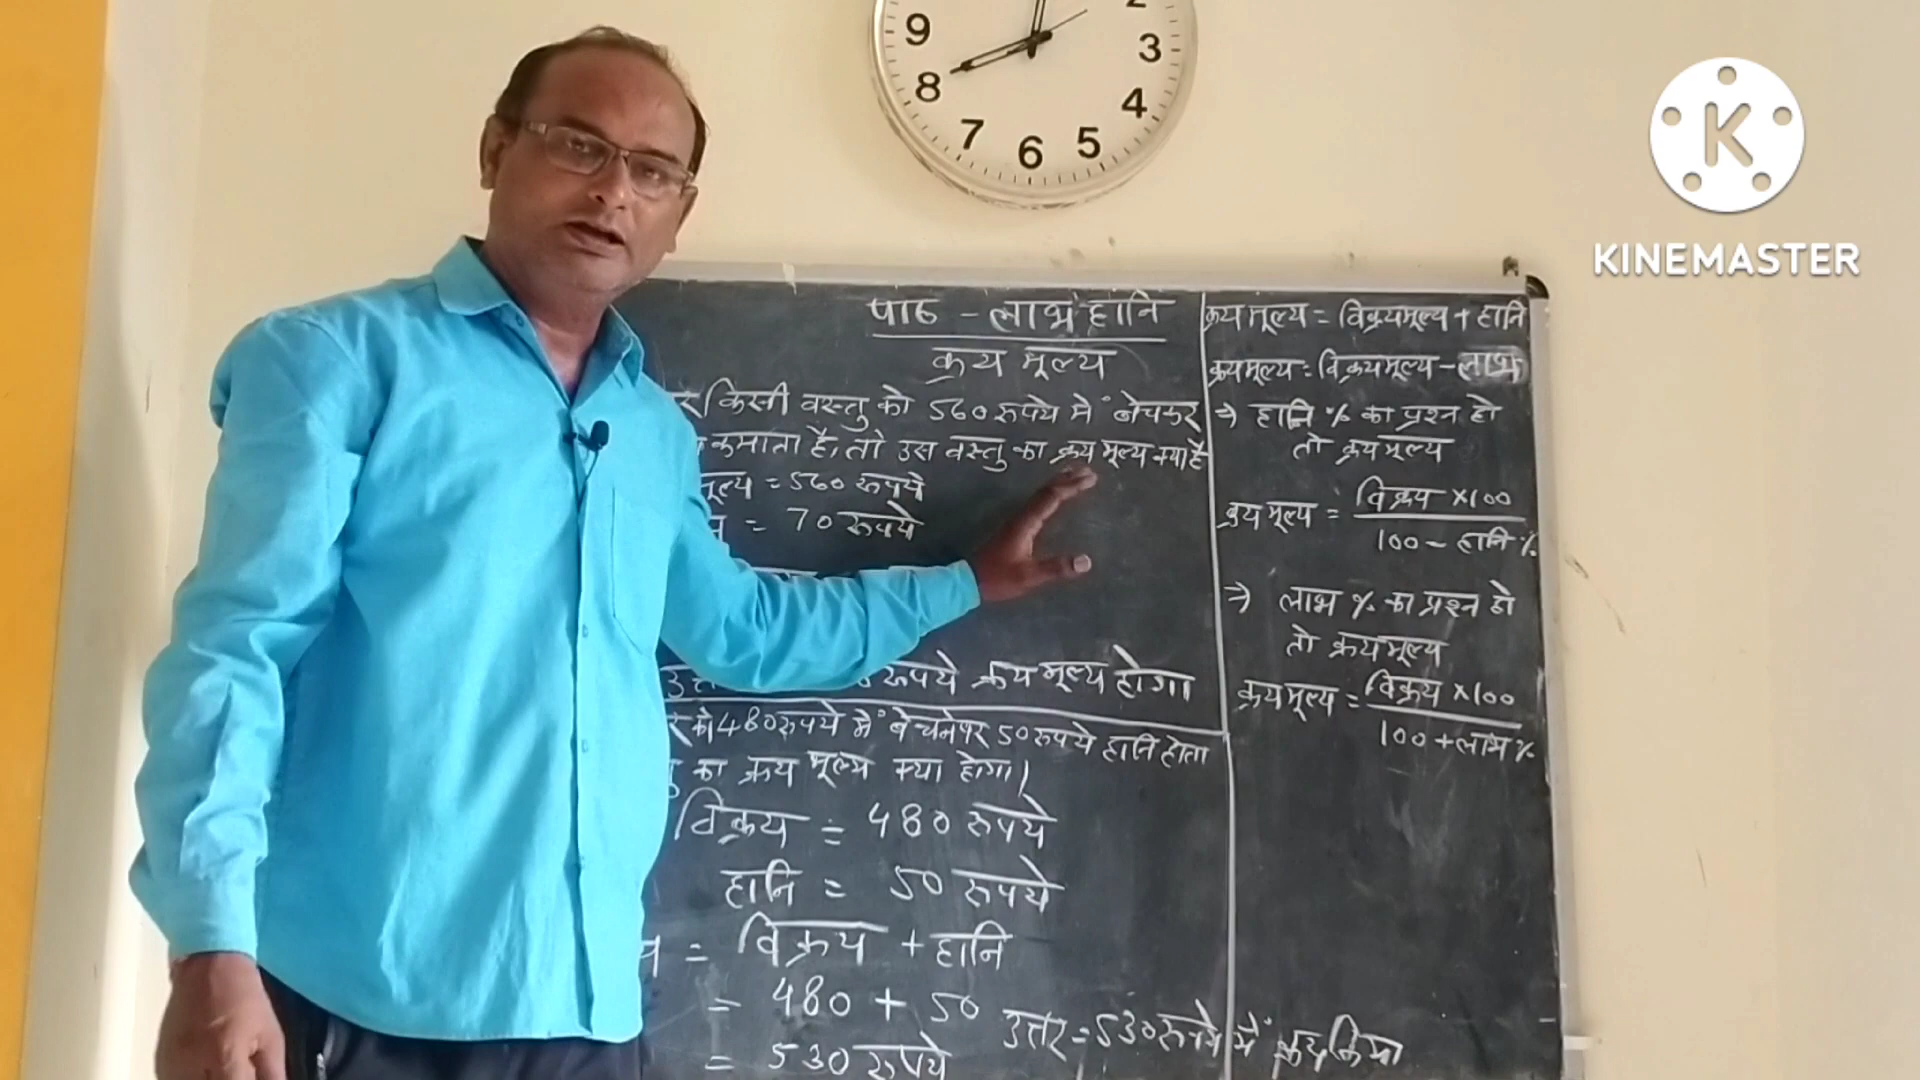 9
8
7
6
5
4
3
2
K
KINEMASTER
पाठ - लाभ हानि
क्रय मूल्य
किसी वस्तु को 560 रूपये में बेचकर
कमाता है, तो उस वस्तु का क्रय मूल्य क्या है
मूल्य = 560 रूपये
= 70 रूपये
रूपये क्रय मूल्य होगा
को 480 रूपये में बेचने पर 50 रूपये हानि होता
का क्रय मूल्य क्या होगा।
विक्रय = 480 रूपये
हानि = 50 रूपये
= विक्रय + हानि
= 480 + 50
= 530 रूपये
उत्तर = 530 रूपये में क्रय किया
क्रय मूल्य = विक्रय मूल्य + हानि
क्रय मूल्य = विक्रय मूल्य - लाभ
⇒ हानि % का प्रश्न हो
तो क्रय मूल्य
क्रय मूल्य = विक्रय × 100
100 - हानि %
⇒ लाभ % का प्रश्न हो
तो क्रय मूल्य
क्रय मूल्य = विक्रय × 100
100 + लाभ %